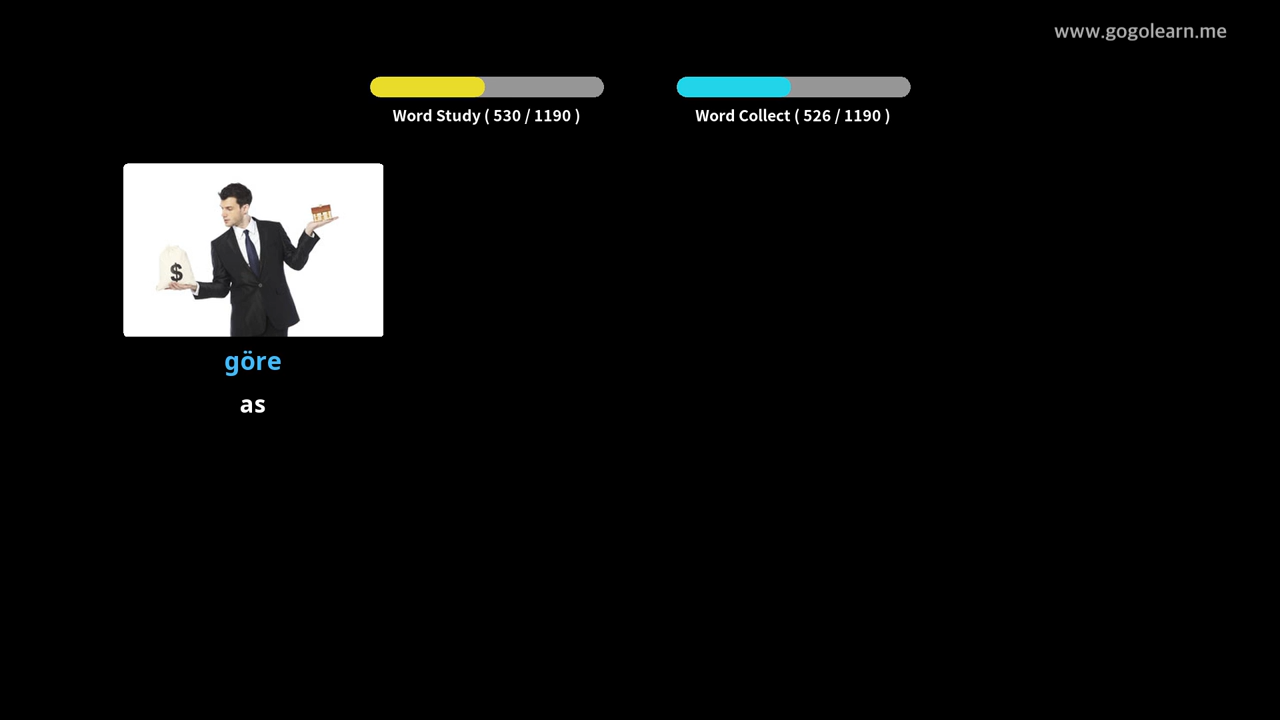 www.gogolearn.me
Word Study ( 530 / 1190 )
Word Collect ( 526 / 1190 )
$
göre
as